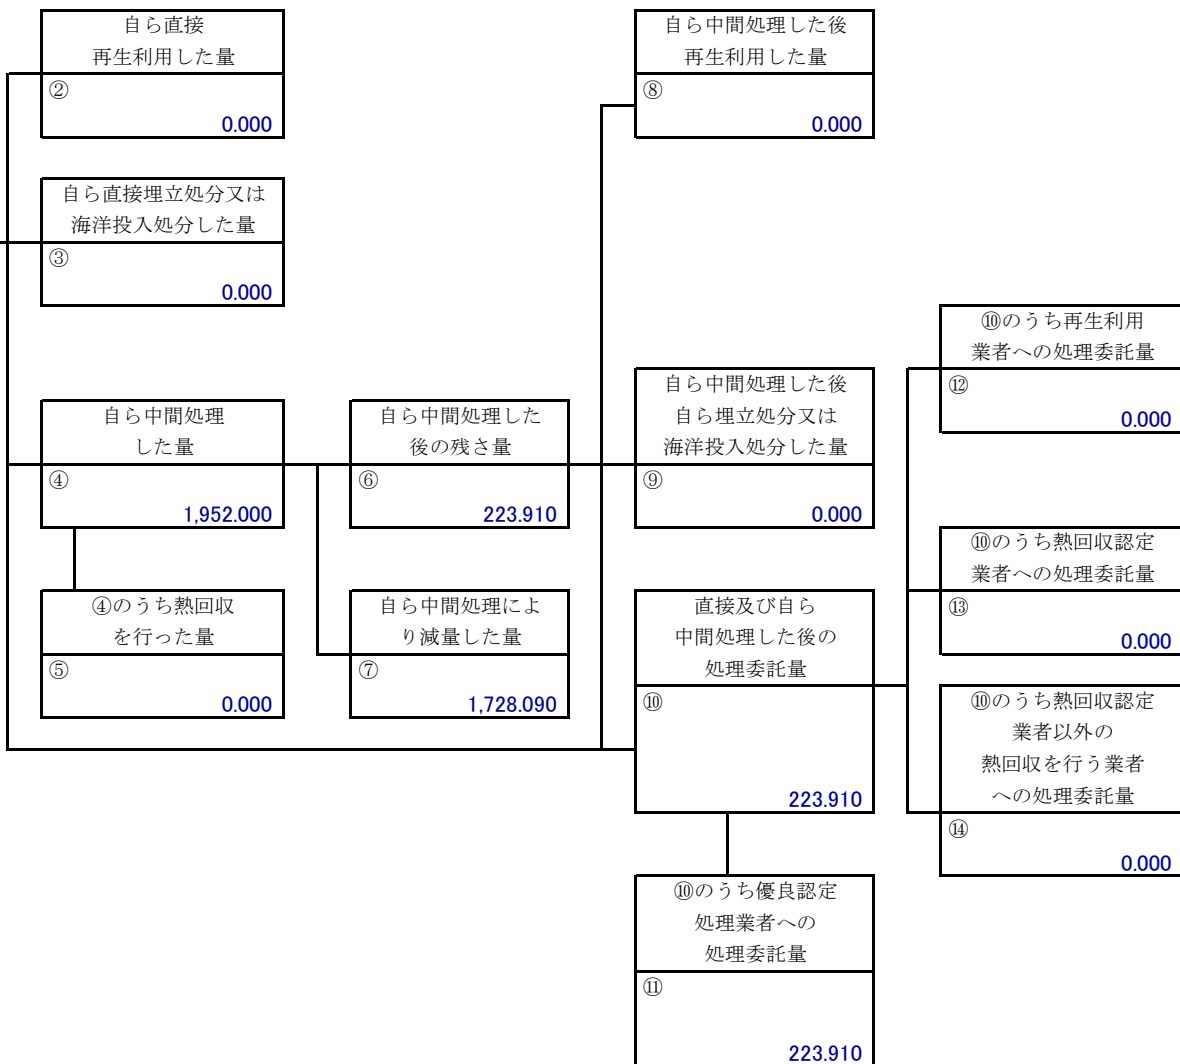 自ら直接
再生利用した量
②
0.000
自ら中間処理した後
再生利用した量
⑧
0.000
自ら直接埋立処分又は
海洋投入処分した量
③
0.000
⑩のうち再生利用
業者への処理委託量
⑫
0.000
自ら中間処理
した量
④
1,952.000
自ら中間処理した
後の残さ量
⑥
223.910
自ら中間処理した後
自ら埋立処分又は
海洋投入処分した量
⑨
0.000
⑩のうち熱回収認定
業者への処理委託量
⑬
0.000
④のうち熱回収
を行った量
⑤
0.000
自ら中間処理によ
り減量した量
⑦
1,728.090
直接及び自ら
中間処理した後の
処理委託量
⑩
223.910
⑩のうち熱回収認定
業者以外の
熱回収を行う業者
への処理委託量
⑭
0.000
⑩のうち優良認定
処理業者への
処理委託量
⑪
223.910